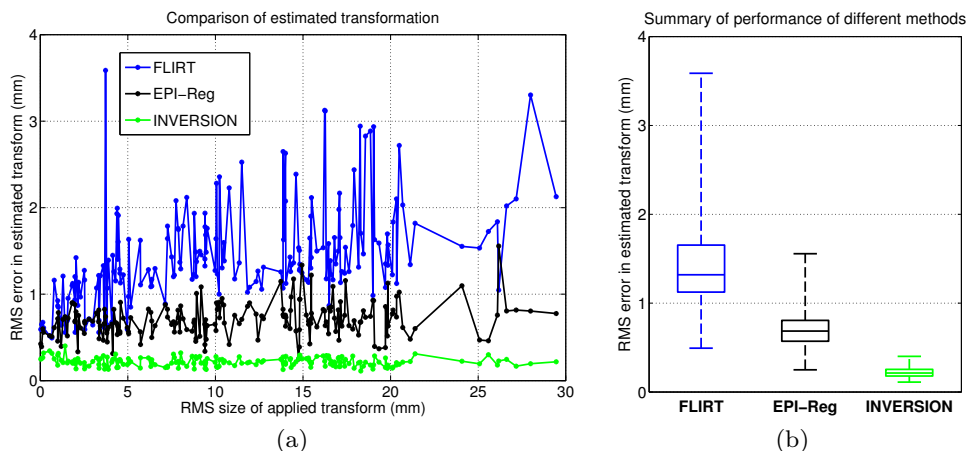 Comparison of estimated transformation
4
3
2
1
0
RMS error in estimated transform (mm)
FLIRT
EPI-Reg
INVERSION
0 5 10 15 20 25 30
RMS size of applied transform (mm)
(a)
Summary of performance of different methods
4
3
2
1
0
RMS error in estimated transform (mm)
FLIRT EPI-Reg INVERSION
(b)